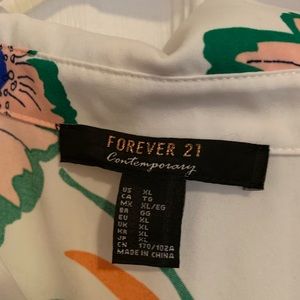 FOREVER 21
Contemporary
US XL
CA TG
MX XL/EG
BR GG
EU XL
UK XL
KR XL
JP XL
CN 170/102A
MADE IN CHINA